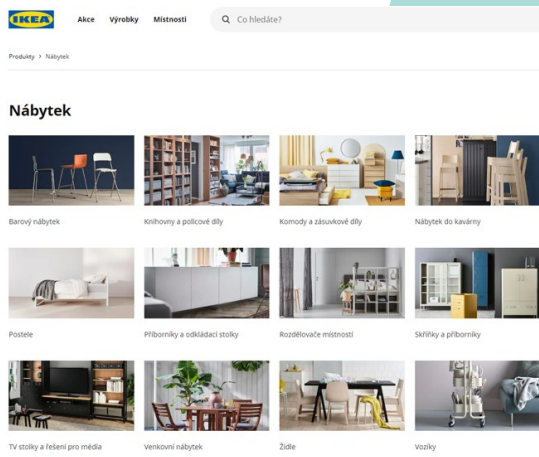 IKEA
Akce Výrobky Místnosti
Co hledáte?
Produkty > Nábytek
Nábytek
Barový nábytek
Knihovny a policové díly
Komody a zásuvkové díly
Nábytek do kavárny
Postele
Příborníky a odkládací stolky
Rozdělovače místností
Skříňky a příborníky
TV stolky a řešení pro média
Venkovní nábytek
Židle
Vozíky